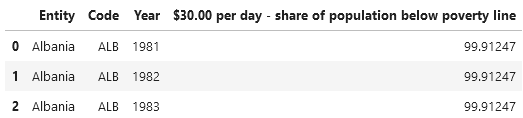 Entity Code Year $30.00 per day - share of population below poverty line
0 Albania ALB 1981 99.91247
1 Albania ALB 1982 99.91247
2 Albania ALB 1983 99.91247